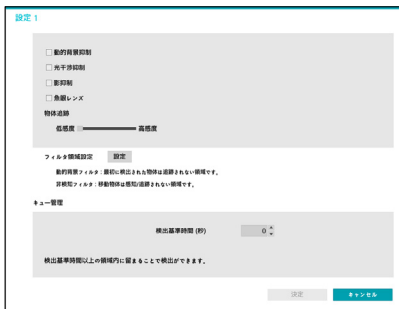 設定 1
動的背景抑制
光干渉抑制
影抑制
魚眼レンズ
物体追跡
低感度 高感度
フィルタ領域設定 設定
動的背景フィルタ：最初に検出された物体は追跡されない領域です。
非検知フィルタ：移動物体は感知/追跡されない領域です。
キュー管理
検出基準時間 (秒) 0
検出基準時間以上の領域内に留まることで検出ができます。
決定 キャンセル